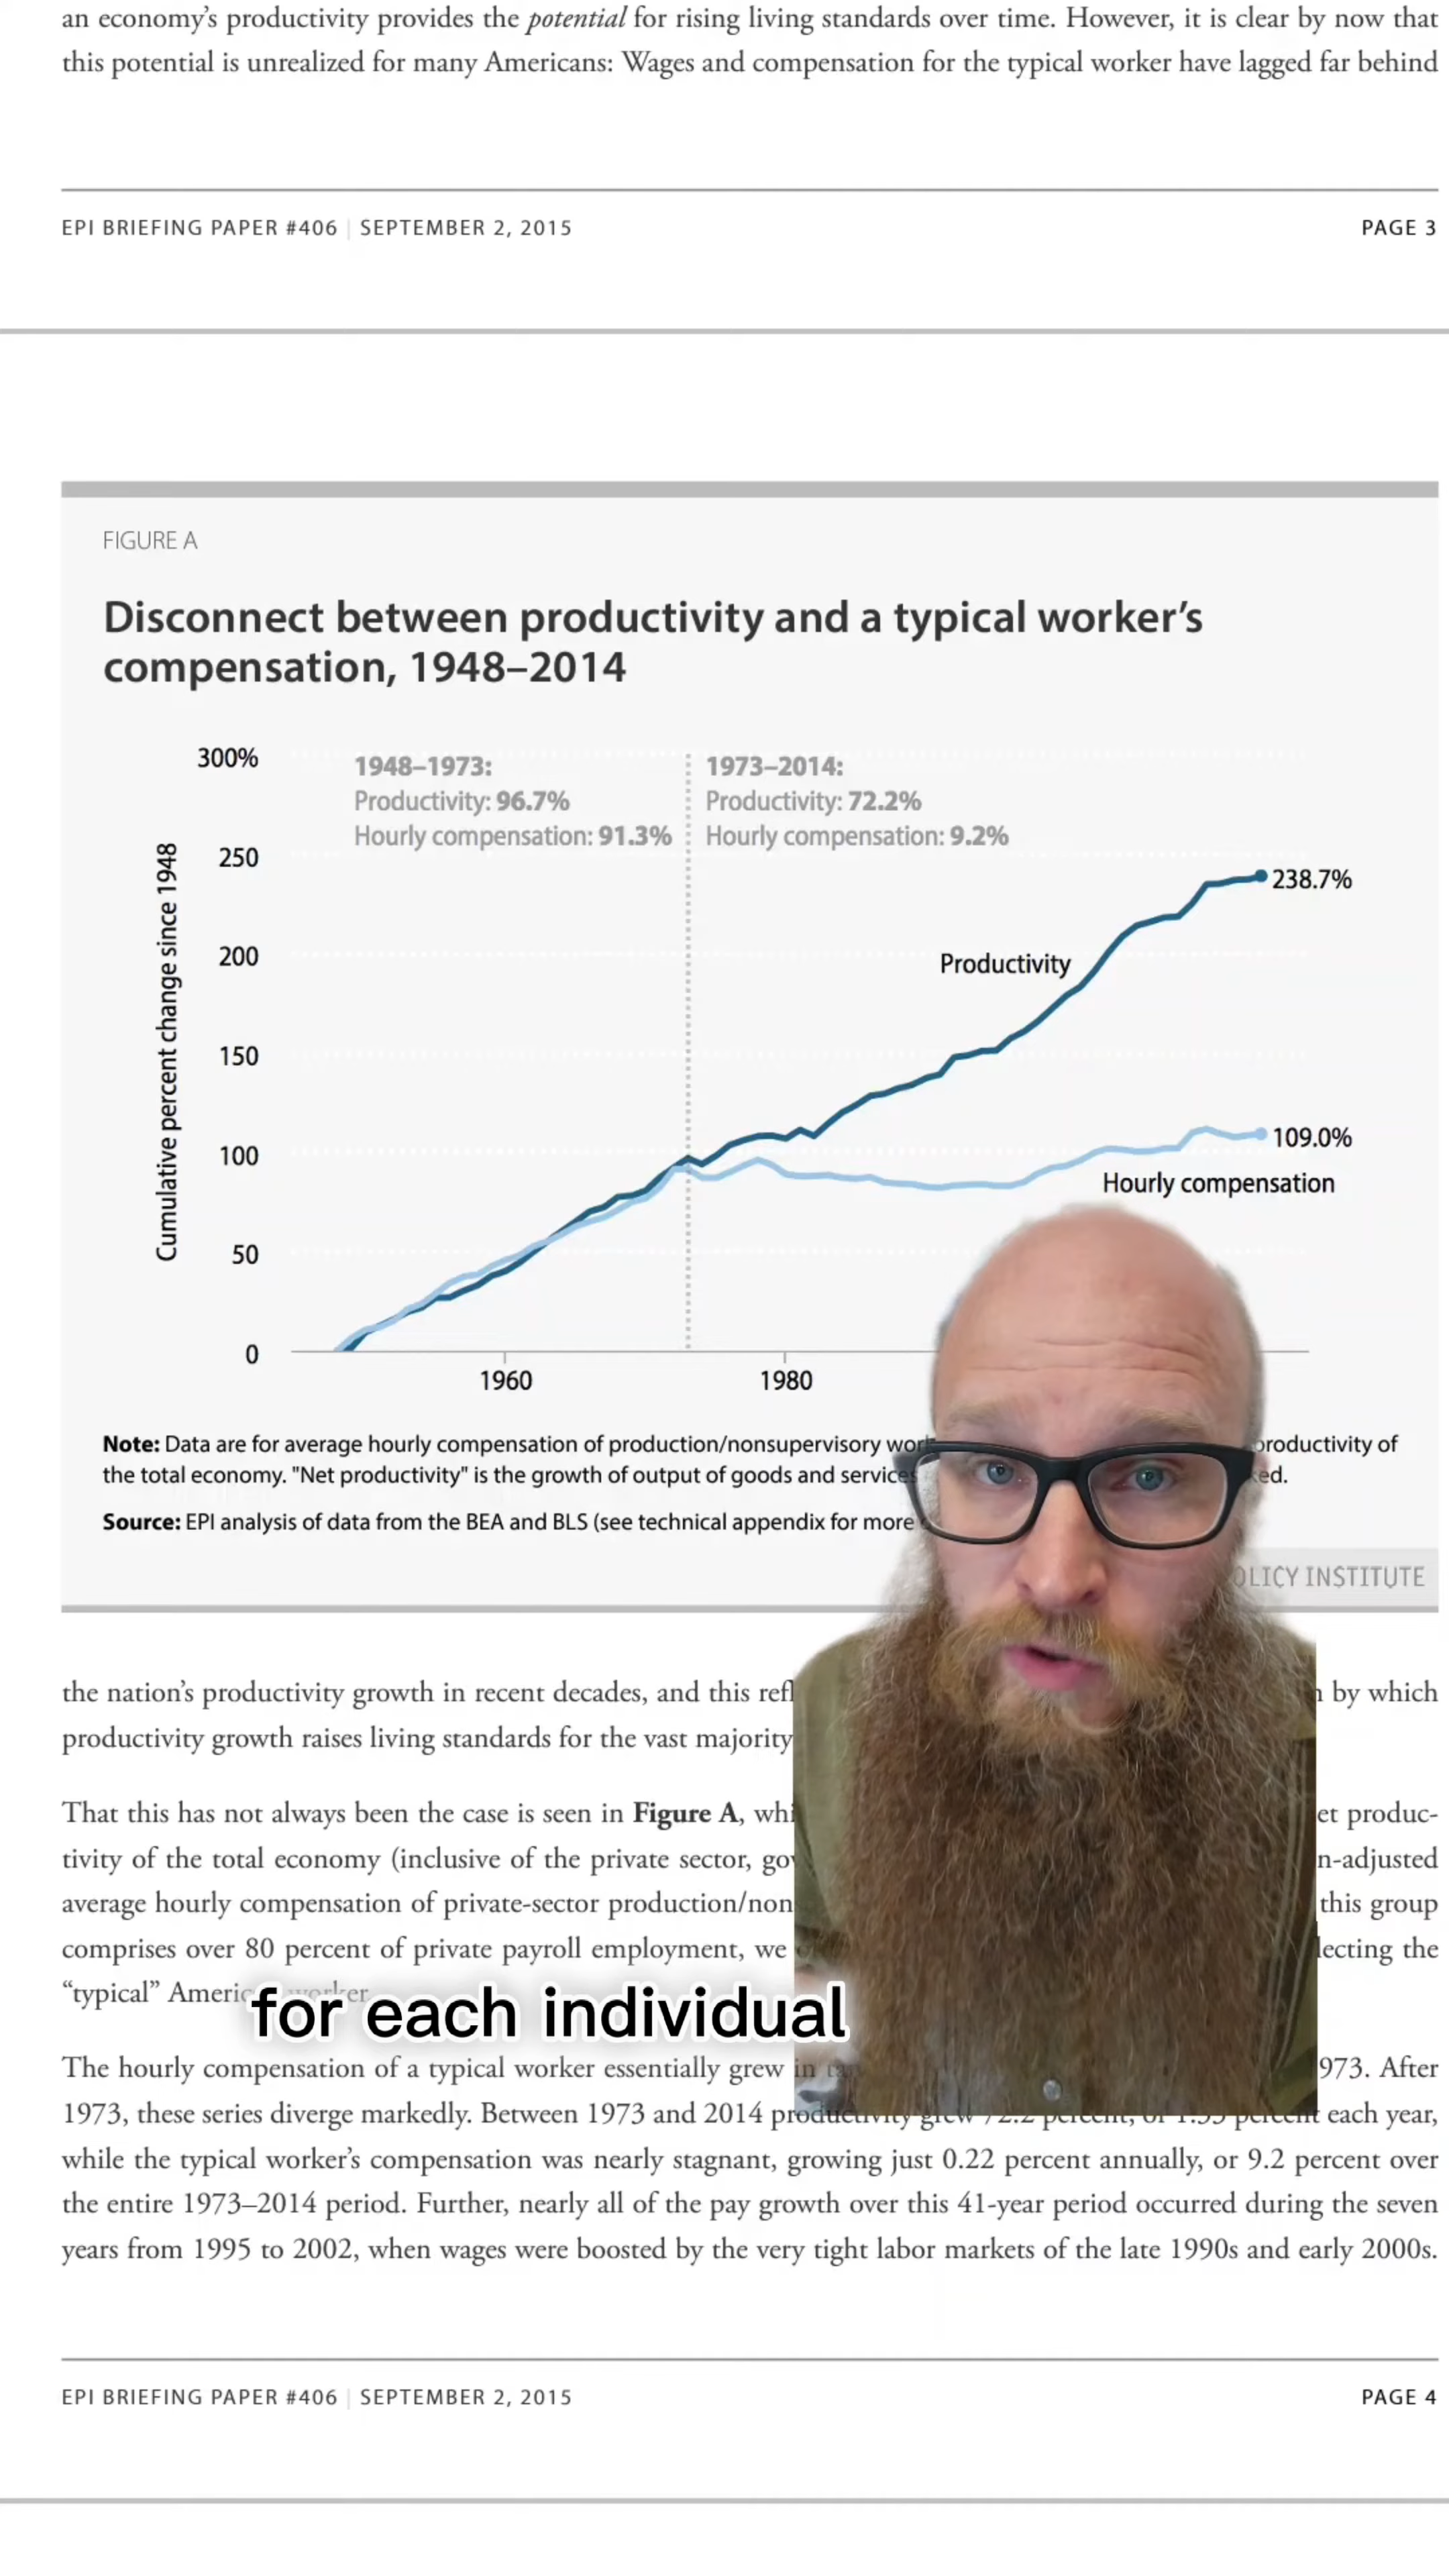 an economy’s productivity provides the potential for rising living standards over time. However, it is clear by now that
this potential is unrealized for many Americans: Wages and compensation for the typical worker have lagged far behind
EPI BRIEFING PAPER #406 | SEPTEMBER 2, 2015 PAGE 3
FIGURE A
Disconnect between productivity and a typical worker’s
compensation, 1948–2014
300%
1948–1973:
Productivity: 96.7%
Hourly compensation: 91.3%
1973–2014:
Productivity: 72.2%
Hourly compensation: 9.2%
Cumulative percent change since 1948
250
238.7%
200
Productivity
150
100
109.0%
Hourly compensation
50
0
1960
1980
Note: Data are for average hourly compensation of production/nonsupervisory productivity of
the total economy. "Net productivity" is the growth of output of goods and services
Source: EPI analysis of data from the BEA and BLS (see technical appendix for more
POLICY INSTITUTE
the nation’s productivity growth in recent decades, and this by which
productivity growth raises living standards for the vast majority
That this has not always been the case is seen in Figure A, et produc-
tivity of the total economy (inclusive of the private sector, n-adjusted
average hourly compensation of private-sector production/non this group
comprises over 80 percent of private payroll employment, we lecting the
“typical” American worker
for each individual
The hourly compensation of a typical worker essentially grew in 973. After
1973, these series diverge markedly. Between 1973 and 2014 productivity grew 72.2 percent, or 1.33 percent each year,
while the typical worker’s compensation was nearly stagnant, growing just 0.22 percent annually, or 9.2 percent over
the entire 1973–2014 period. Further, nearly all of the pay growth over this 41-year period occurred during the seven
years from 1995 to 2002, when wages were boosted by the very tight labor markets of the late 1990s and early 2000s.
EPI BRIEFING PAPER #406 | SEPTEMBER 2, 2015 PAGE 4